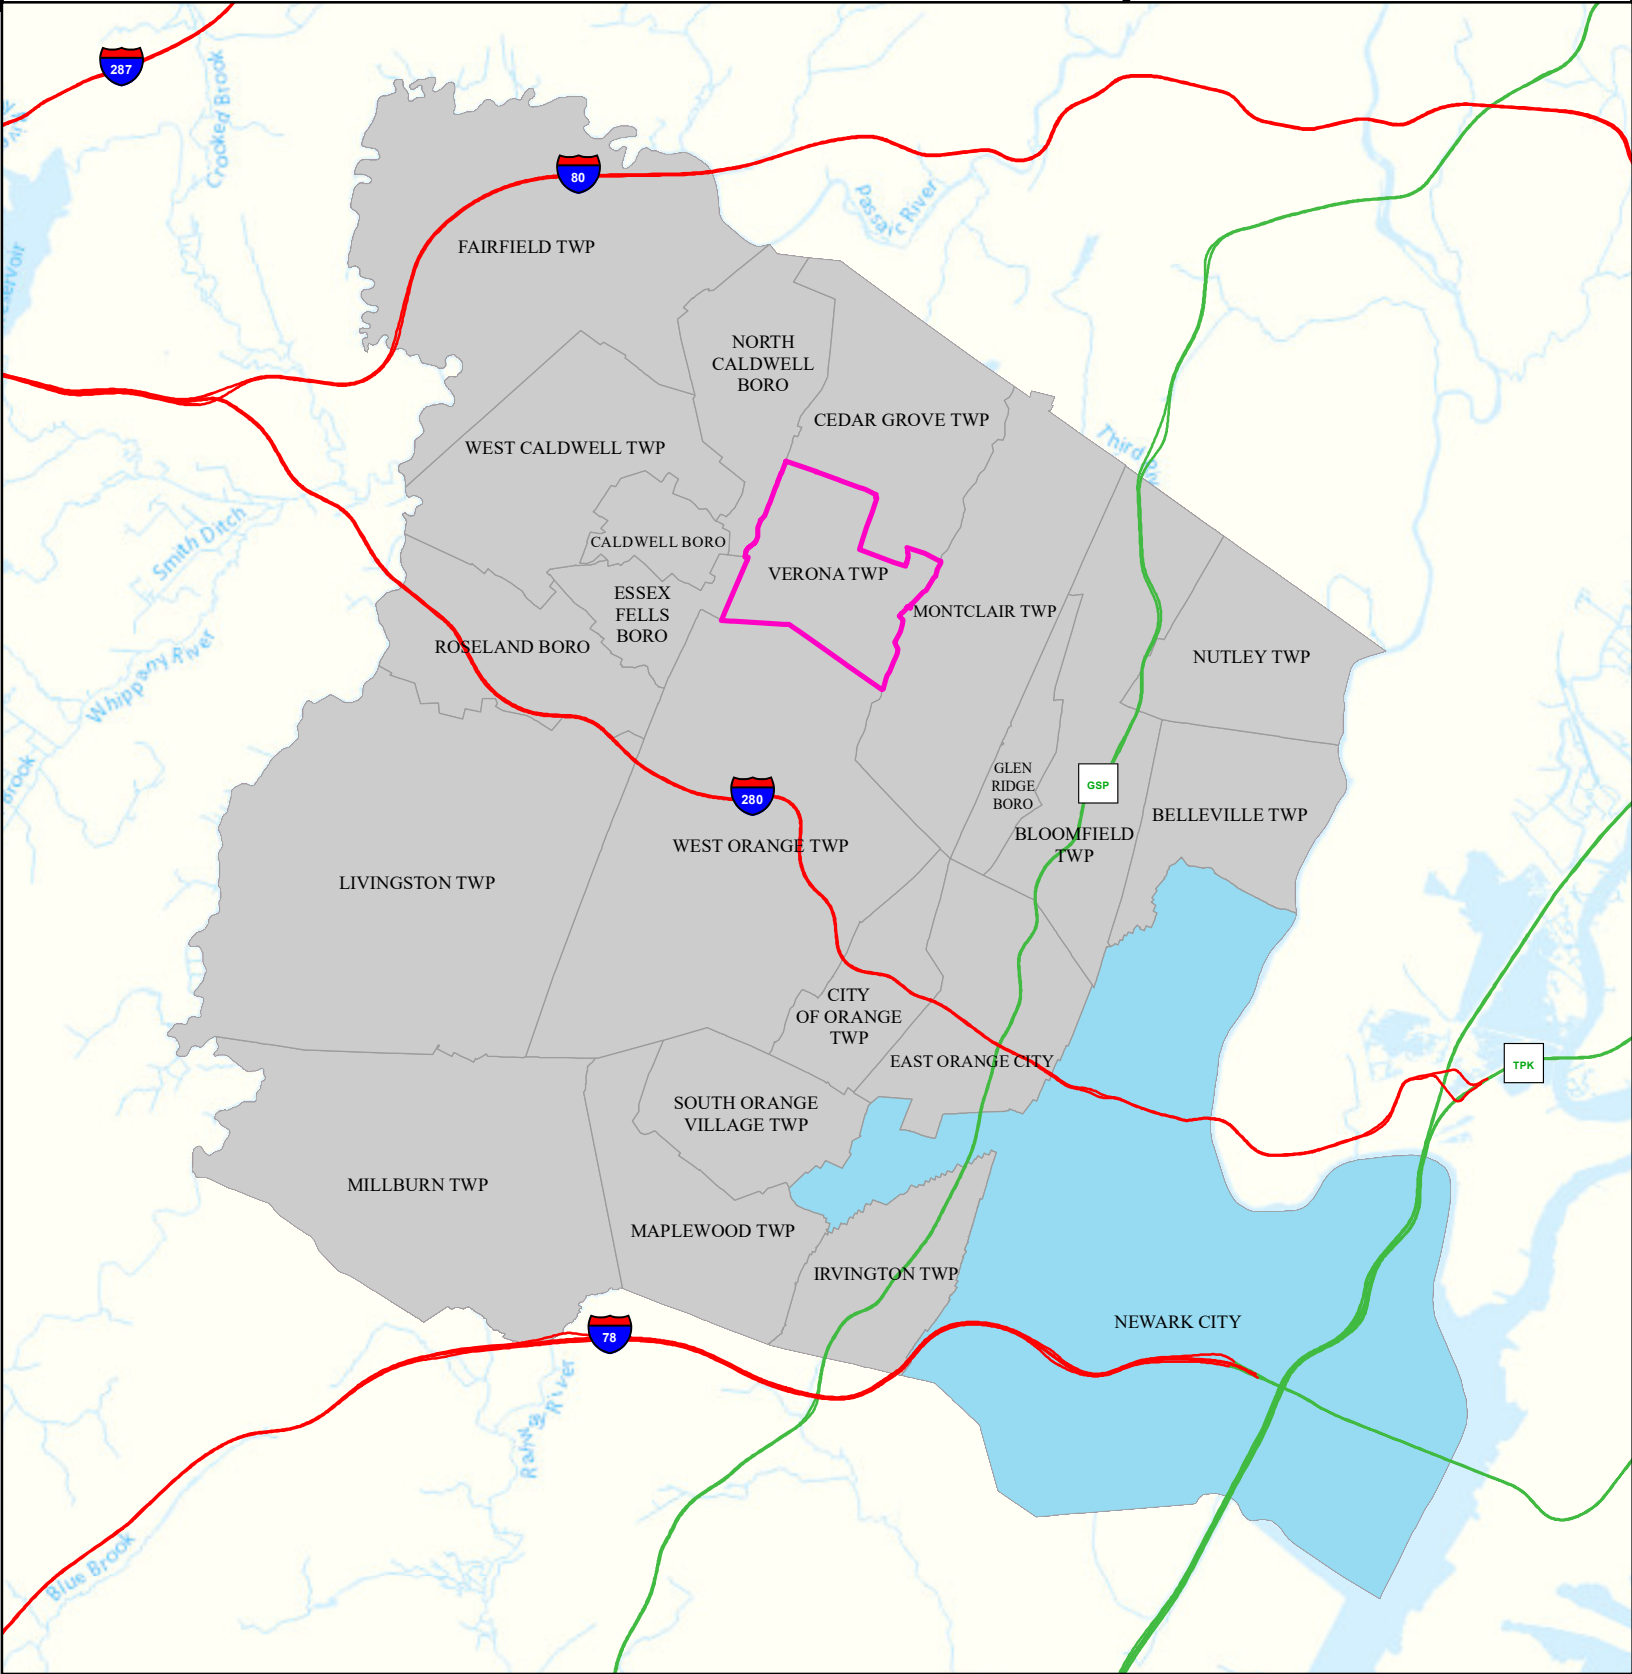 287
Crooked Brook
80
Passaic River
FAIRFIELD TWP
NORTH
CALDWELL
BORO
CEDAR GROVE TWP
WEST CALDWELL TWP
Third Riv
Smith Ditch
CALDWELL BORO
VERONA TWP
ESSEX
FELLS
BORO
MONTCLAIR TWP
ROSELAND BORO
NUTLEY TWP
Whippany River
Brook
GLEN
RIDGE
BORO
GSP
280
BELLEVILLE TWP
BLOOMFIELD
TWP
WEST ORANGE TWP
LIVINGSTON TWP
CITY
OF ORANGE
TWP
EAST ORANGE CITY
TPK
SOUTH ORANGE
VILLAGE TWP
MILLBURN TWP
MAPLEWOOD TWP
IRVINGTON TWP
NEWARK CITY
78
River
Blue Brook